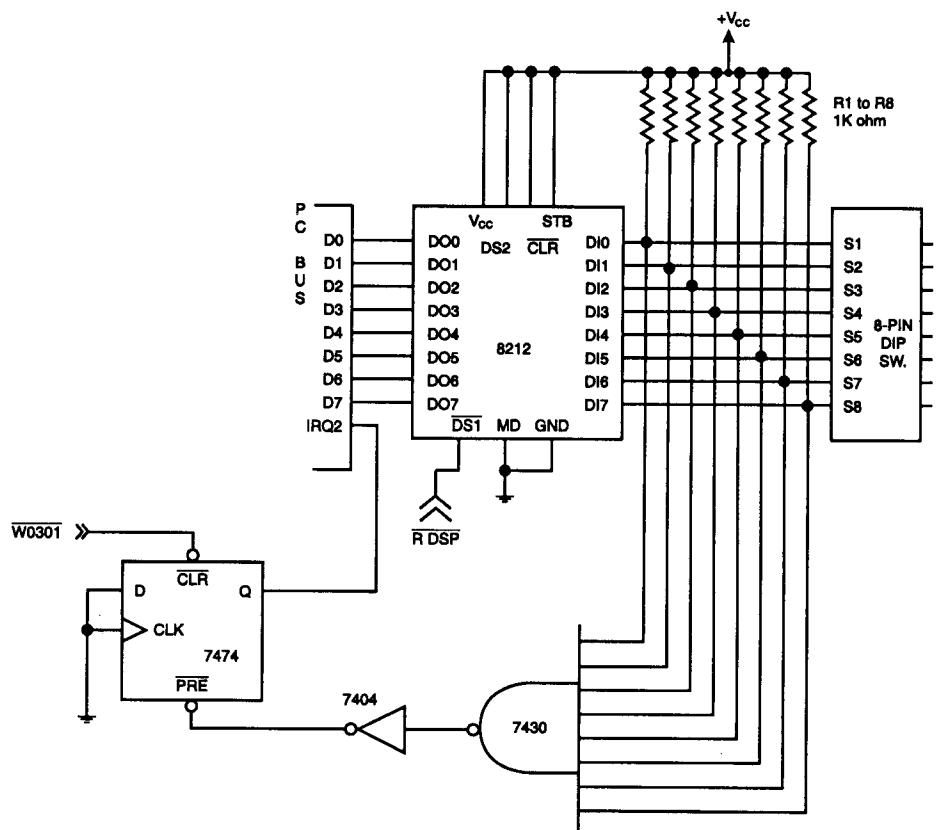 +Vcc
R1 to R8
1K ohm
PC BUS
D0
D1
D2
D3
D4
D5
D6
D7
IRQ2
Vcc
STB
DS2
CLR
DO0
DO1
DO2
DO3
DO4
DO5
DO6
DO7
8212
DI0
DI1
DI2
DI3
DI4
DI5
DI6
DI7
DS1
MD
GND
R DSP
S1
S2
S3
S4
S5
S6
S7
S8
8-PIN
DIP
SW.
W0301
CLR
D
Q
CLK
7474
PRE
7404
7430